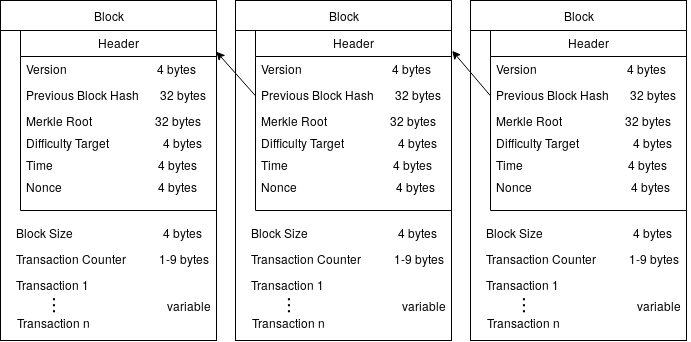 Block
Header
Version 4 bytes
Previous Block Hash 32 bytes
Merkle Root 32 bytes
Difficulty Target 4 bytes
Time 4 bytes
Nonce 4 bytes
Block Size 4 bytes
Transaction Counter 1-9 bytes
Transaction 1
⋮ variable
Transaction n
Block
Header
Version 4 bytes
Previous Block Hash 32 bytes
Merkle Root 32 bytes
Difficulty Target 4 bytes
Time 4 bytes
Nonce 4 bytes
Block Size 4 bytes
Transaction Counter 1-9 bytes
Transaction 1
⋮ variable
Transaction n
Block
Header
Version 4 bytes
Previous Block Hash 32 bytes
Merkle Root 32 bytes
Difficulty Target 4 bytes
Time 4 bytes
Nonce 4 bytes
Block Size 4 bytes
Transaction Counter 1-9 bytes
Transaction 1
⋮ variable
Transaction n